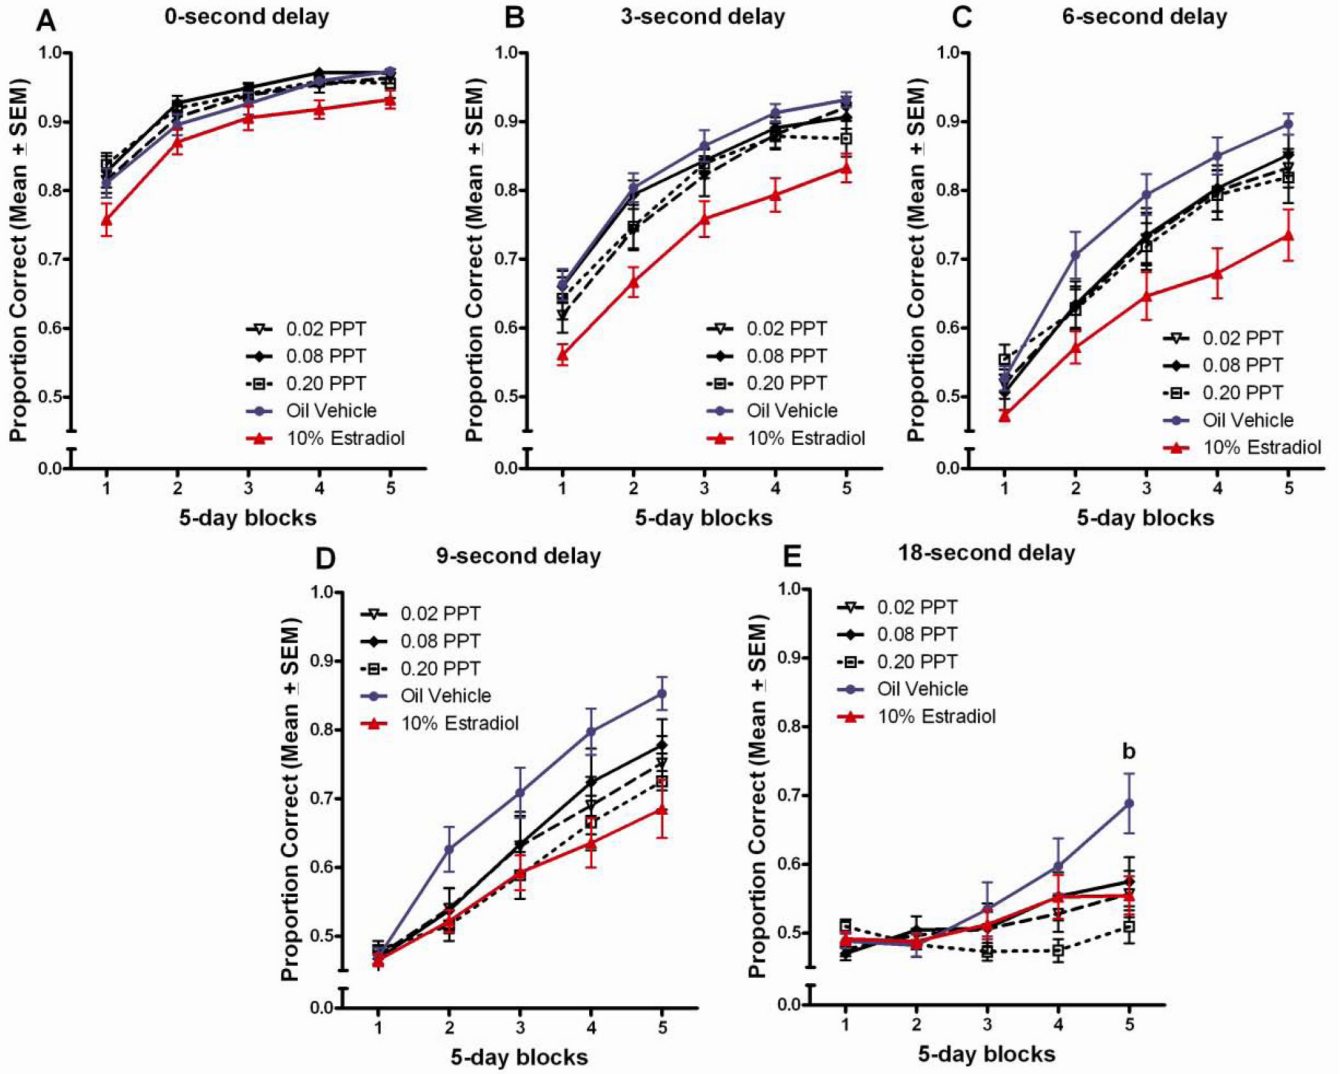 A
0-second delay
Proportion Correct (Mean ± SEM)
1.0
0.9
0.8
0.7
0.6
0.5
0.0
0.02 PPT
0.08 PPT
0.20 PPT
Oil Vehicle
10% Estradiol
1 2 3 4 5
5-day blocks
B
3-second delay
Proportion Correct (Mean ± SEM)
1.0
0.9
0.8
0.7
0.6
0.5
0.0
0.02 PPT
0.08 PPT
0.20 PPT
Oil Vehicle
10% Estradiol
1 2 3 4 5
5-day blocks
C
6-second delay
Proportion Correct (Mean ± SEM)
1.0
0.9
0.8
0.7
0.6
0.5
0.0
0.02 PPT
0.08 PPT
0.20 PPT
Oil Vehicle
10% Estradiol
1 2 3 4 5
5-day blocks
D
9-second delay
Proportion Correct (Mean ± SEM)
1.0
0.9
0.8
0.7
0.6
0.5
0.0
0.02 PPT
0.08 PPT
0.20 PPT
Oil Vehicle
10% Estradiol
1 2 3 4 5
5-day blocks
E
18-second delay
Proportion Correct (Mean ± SEM)
1.0
0.9
0.8
0.7
0.6
0.5
0.0
0.02 PPT
0.08 PPT
0.20 PPT
Oil Vehicle
10% Estradiol
b
1 2 3 4 5
5-day blocks